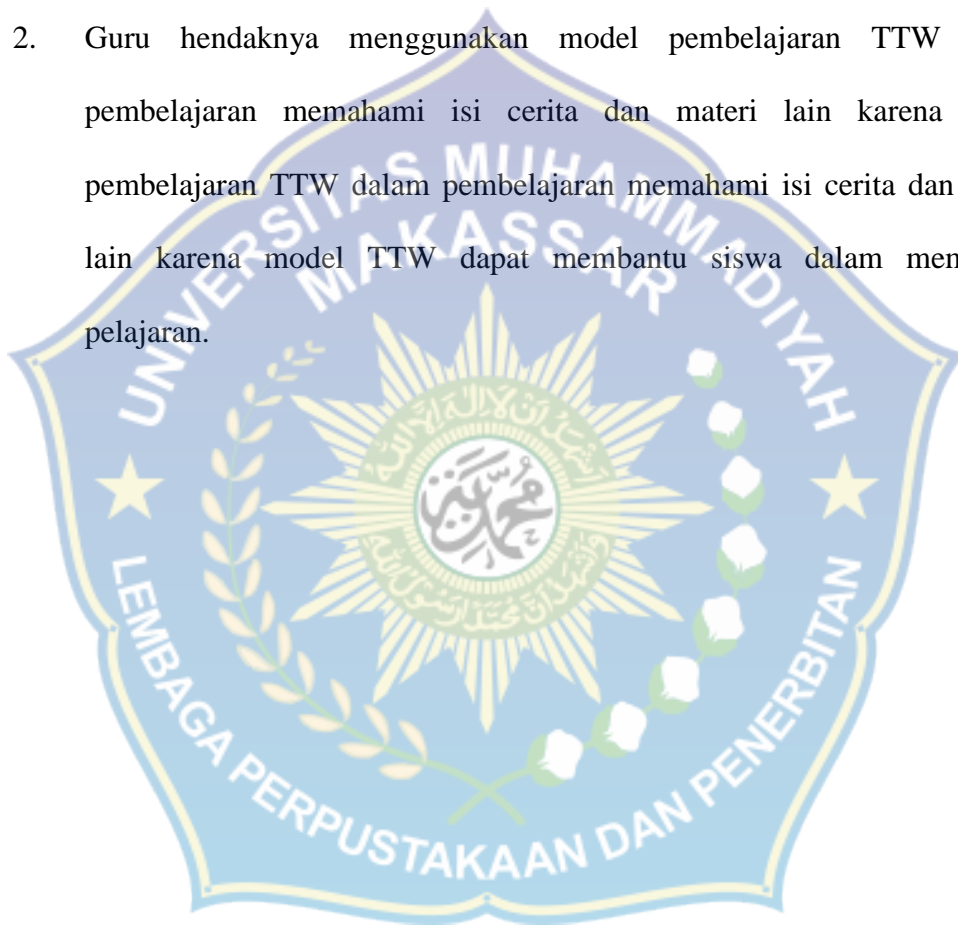 2. Guru hendaknya menggunakan model pembelajaran TTW
pembelajaran memahami isi cerita dan materi lain karena
pembelajaran TTW dalam pembelajaran memahami isi cerita dan
lain karena model TTW dapat membantu siswa dalam men
pelajaran.
UNIVERSITAS MUHAMMADIYAH
MAKASSAR
LEMBAGA PERPUSTAKAAN DAN PENERBITAN